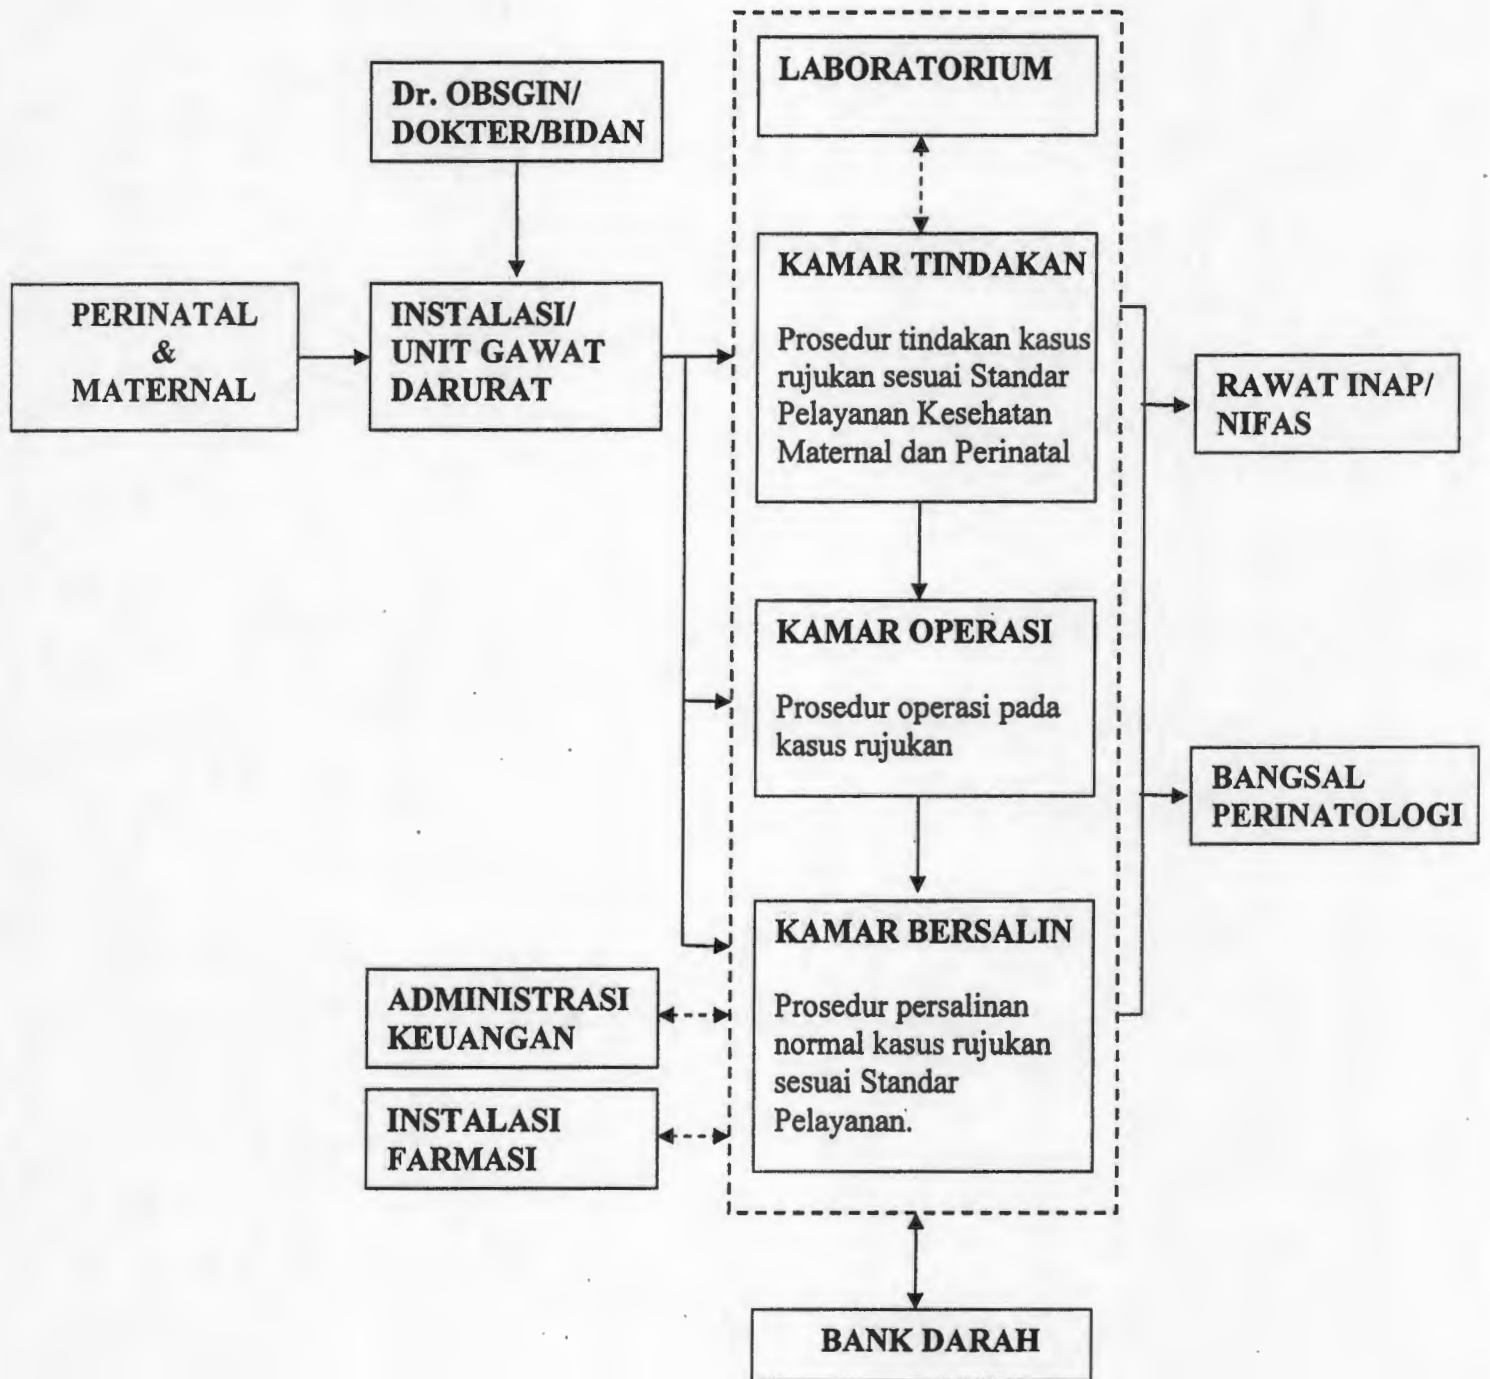 LABORATORIUM
Dr. OBSGIN/
DOKTER/BIDAN
PERINATAL
&
MATERNAL
INSTALASI/
UNIT GAWAT
DARURAT
KAMAR TINDAKAN
Prosedur tindakan kasus
rujukan sesuai Standar
Pelayanan Kesehatan
Maternal dan Perinatal
RAWAT INAP/
NIFAS
KAMAR OPERASI
Prosedur operasi pada
kasus rujukan
BANGSAL
PERINATOLOGI
KAMAR BERSALIN
Prosedur persalinan
normal kasus rujukan
sesuai Standar
Pelayanan.
ADMINISTRASI
KEUANGAN
INSTALASI
FARMASI
BANK DARAH